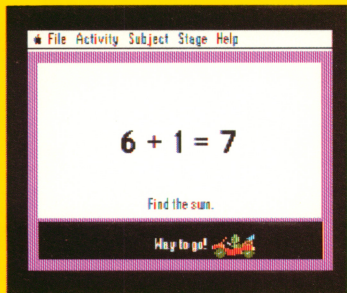 File Activity Subject Stage Help
6 + 1 = 7
Find the sum.
Way to go!